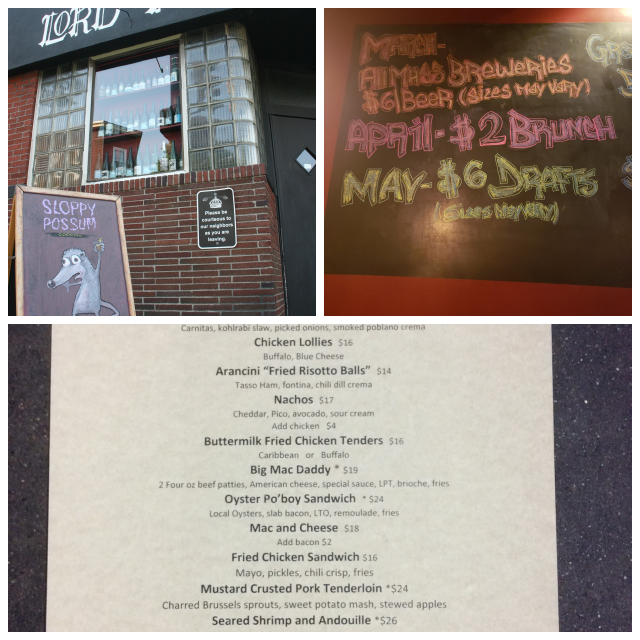 LORD
SLOPPY
POSSUM
Please be
courteous to
our neighbors
as you are
leaving.
MARCH-
All MASS BREWERIES
$6 BEER (Sizes May Vary)
APRIL- $2 BRUNCH
MAY- $6 DRAFTS
(Sizes May Vary)
Carnitas, kohlrabi slaw, picked onions, smoked poblano crema
Chicken Lollies $16
Buffalo, Blue Cheese
Arancini “Fried Risotto Balls” $14
Tasso Ham, fontina, chili dill crema
Nachos $17
Cheddar, Pico, avocado, sour cream
Add chicken $4
Buttermilk Fried Chicken Tenders $16
Caribbean or Buffalo
Big Mac Daddy * $19
2 Four oz beef patties, American cheese, special sauce, LPT, brioche, fries
Oyster Po’boy Sandwich * $24
Local Oysters, slab bacon, LTO, remoulade, fries
Mac and Cheese $18
Add bacon $2
Fried Chicken Sandwich $16
Mayo, pickles, chili crisp, fries
Mustard Crusted Pork Tenderloin *$24
Charred Brussels sprouts, sweet potato mash, stewed apples
Seared Shrimp and Andouille *$26